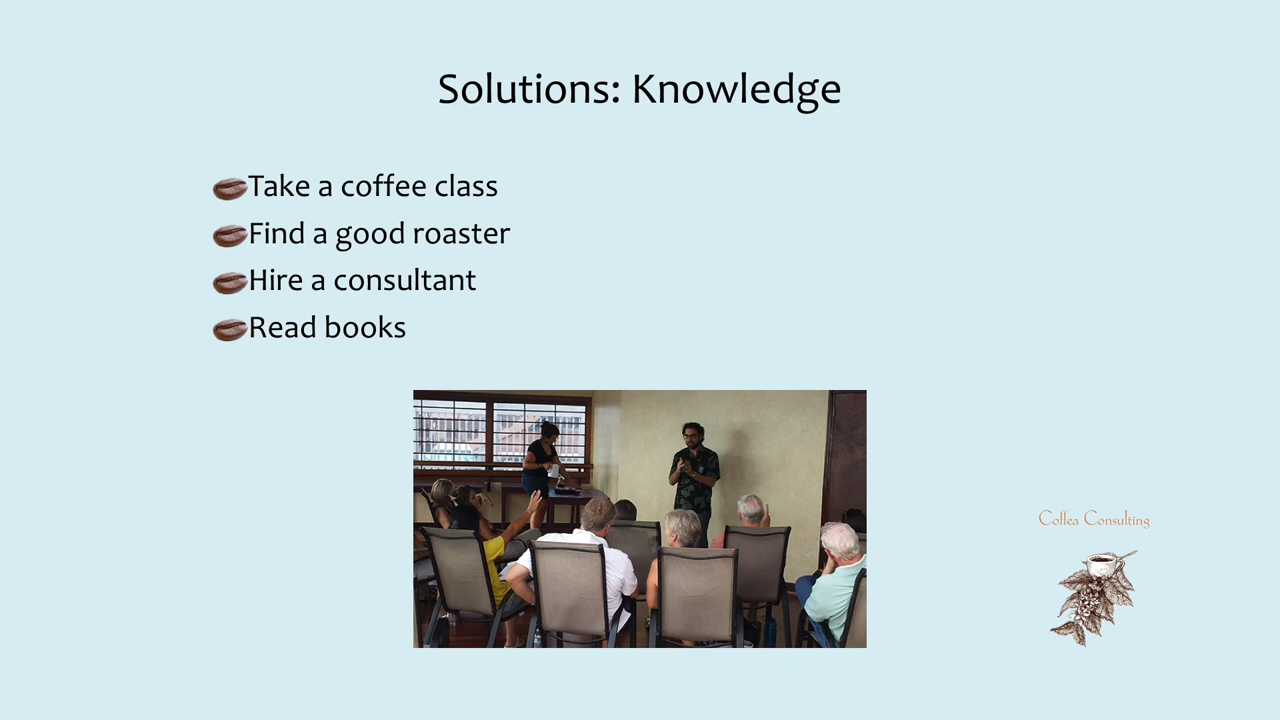 Solutions: Knowledge
Take a coffee class
Find a good roaster
Hire a consultant
Read books
Coffea Consulting